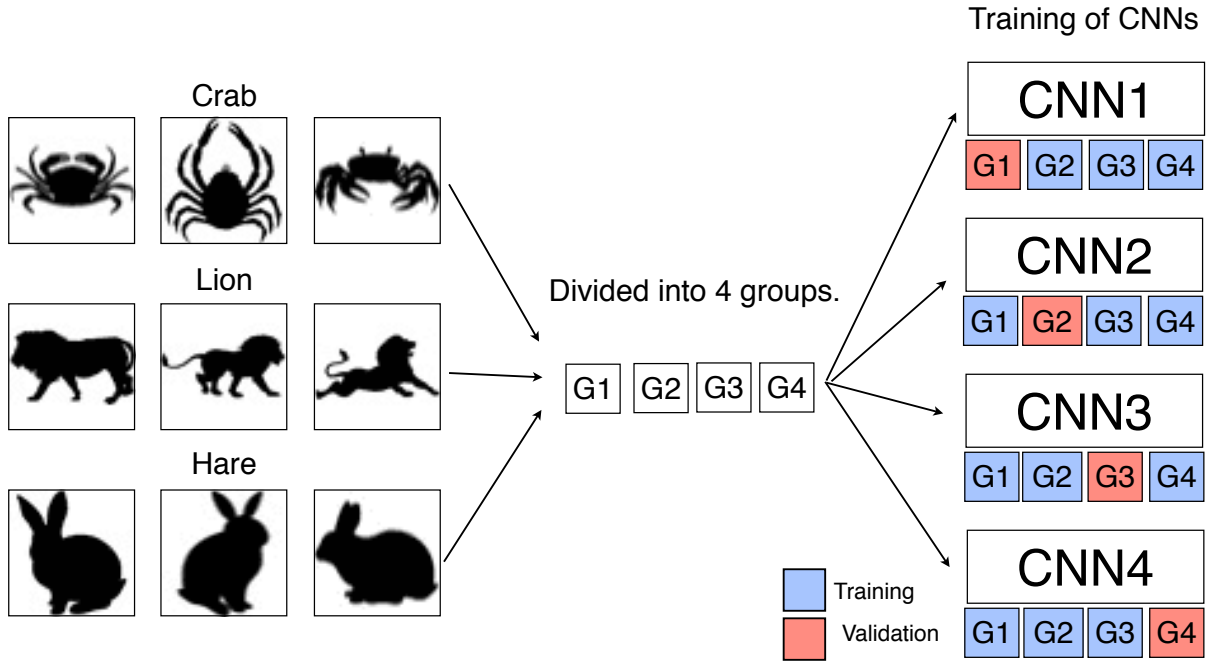 Training of CNNs
Crab
Lion
Hare
Divided into 4 groups.
G1 G2 G3 G4
CNN1
G1 G2 G3 G4
CNN2
G1 G2 G3 G4
CNN3
G1 G2 G3 G4
CNN4
G1 G2 G3 G4
Training
Validation